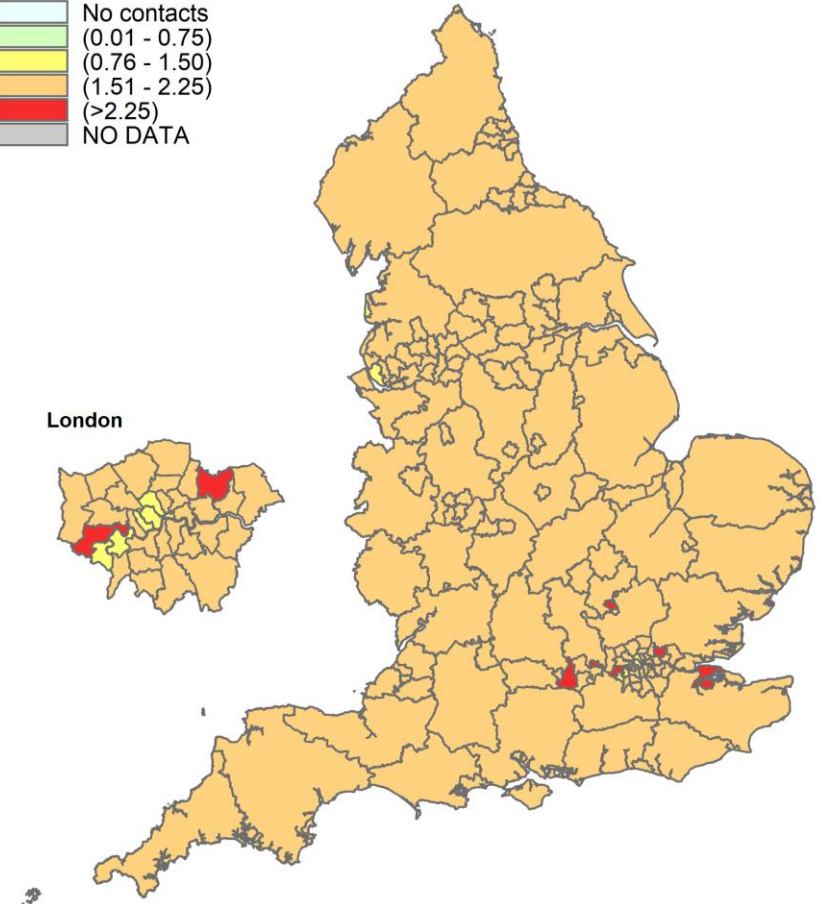 No contacts
(0.01 - 0.75)
(0.76 - 1.50)
(1.51 - 2.25)
(>2.25)
NO DATA
London